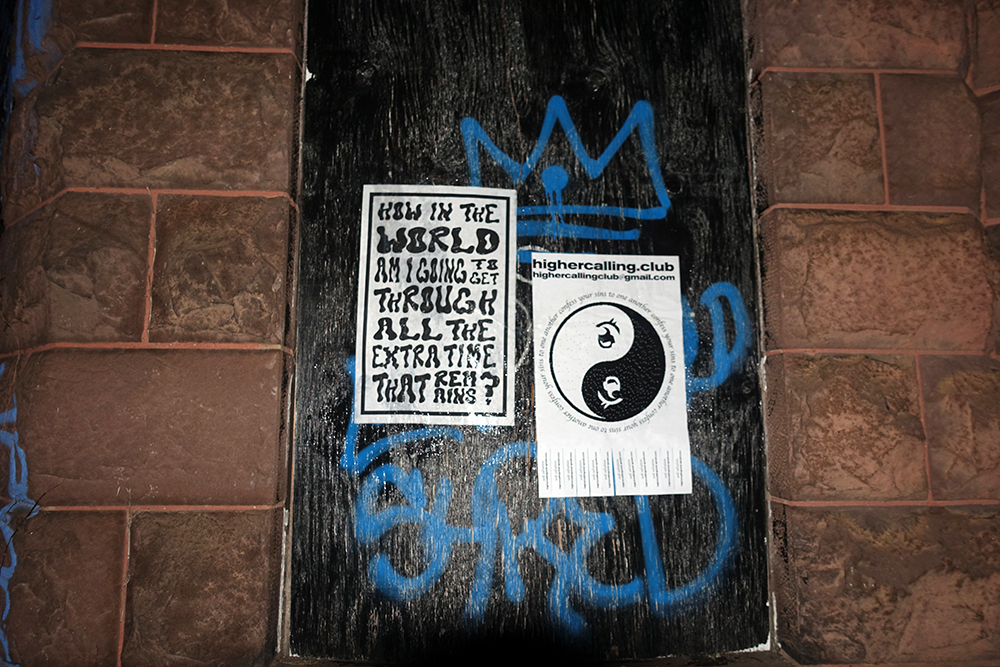 HOW IN THE
WORLD
AM I GOING TO GET
THROUGH
ALL THE
EXTRA TIME
THAT REMAINS?
highercalling.club
highercallingclub@gmail.com
confess your sins to one another confess your sins to one another confess your sins to one another confess your sins to one another